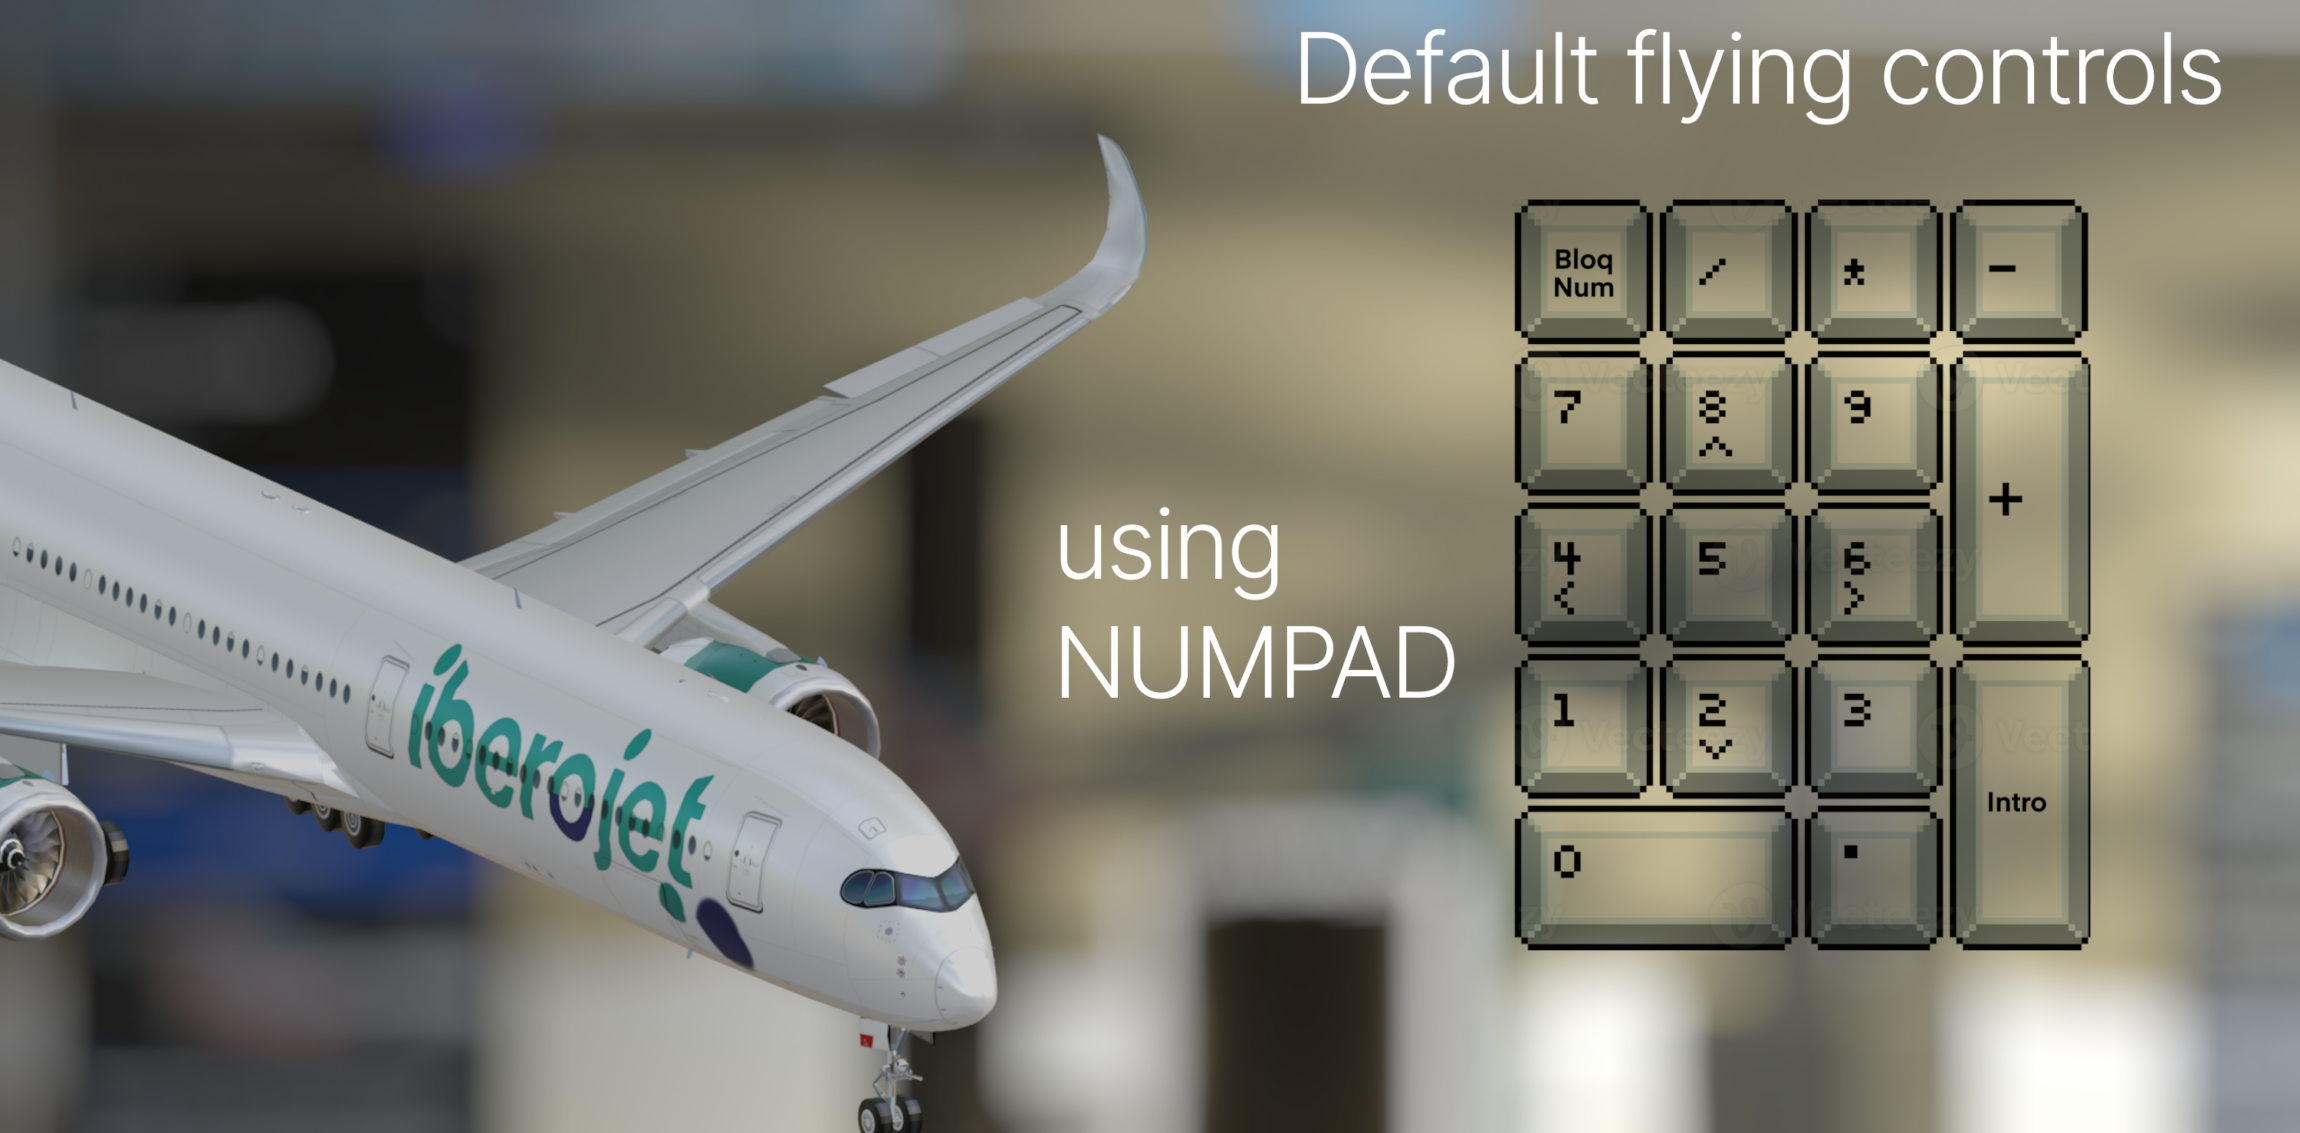 Default flying controls
using
NUMPAD
iberojet
Bloq
Num
/
*
-
7
8
^
9
+
4
<
5
6
>
1
2
3
Intro
0
.
Vecteezy